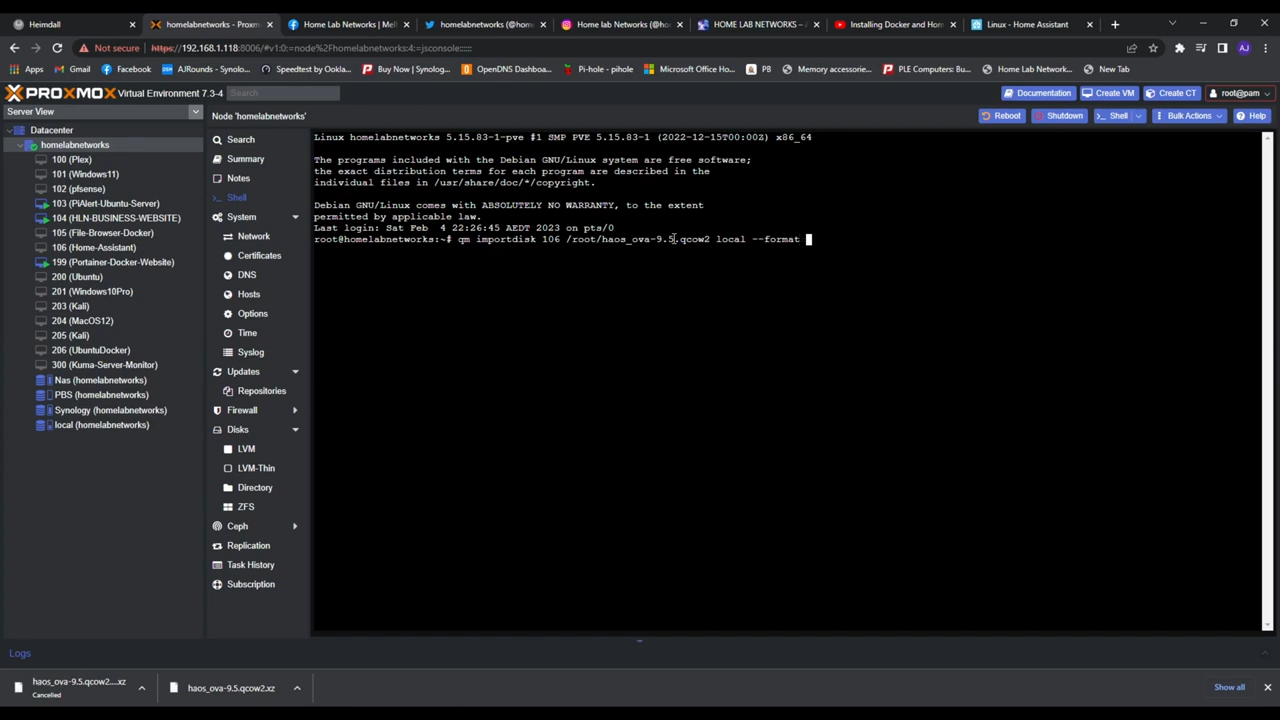 Heimdall
homelabnetworks - Proxm
Home Lab Networks | Mel
homelabnetworks (@home
Home lab Networks (@ho
HOME LAB NETWORKS – A
Installing Docker and Hom
Linux - Home Assistant
Not secure
https://192.168.1.118:8006/#v1:0:=node%2Fhomelabnetworks:4:=jsconsole::::::
AJ
Apps
Gmail
Facebook
AJRounds - Synolo...
Speedtest by Ookla...
Buy Now | Synolog...
OpenDNS Dashboa...
Pi-hole - pihole
Microsoft Office Ho...
PB
Memory accessorie...
PLE Computers: Bu...
Home Lab Network...
New Tab
PROXMOX Virtual Environment 7.3-4
Search
Documentation
Create VM
Create CT
root@pam
Server View
Node 'homelabnetworks'
Reboot
Shutdown
Shell
Bulk Actions
Help
Datacenter
homelabnetworks
100 (Plex)
101 (Windows11)
102 (pfsense)
103 (PiAlert-Ubuntu-Server)
104 (HLN-BUSINESS-WEBSITE)
105 (File-Browser-Docker)
106 (Home-Assistant)
199 (Portainer-Docker-Website)
200 (Ubuntu)
201 (Windows10Pro)
203 (Kali)
204 (MacOS12)
205 (Kali)
206 (UbuntuDocker)
300 (Kuma-Server-Monitor)
Nas (homelabnetworks)
PBS (homelabnetworks)
Synology (homelabnetworks)
local (homelabnetworks)
Search
Summary
Notes
Shell
System
Network
Certificates
DNS
Hosts
Options
Time
Syslog
Updates
Repositories
Firewall
Disks
LVM
LVM-Thin
Directory
ZFS
Ceph
Replication
Task History
Subscription
Linux homelabnetworks 5.15.83-1-pve #1 SMP PVE 5.15.83-1 (2022-12-15T00:00Z) x86_64
The programs included with the Debian GNU/Linux system are free software;
the exact distribution terms for each program are described in the
individual files in /usr/share/doc/*/copyright.
Debian GNU/Linux comes with ABSOLUTELY NO WARRANTY, to the extent
permitted by applicable law.
Last login: Sat Feb  4 22:26:45 AEDT 2023 on pts/0
root@homelabnetworks:~# qm importdisk 106 /root/haos_ova-9.5.qcow2 local --format
Logs
haos_ova-9.5.qcow2....xz
Cancelled
haos_ova-9.5.qcow2.xz
Show all